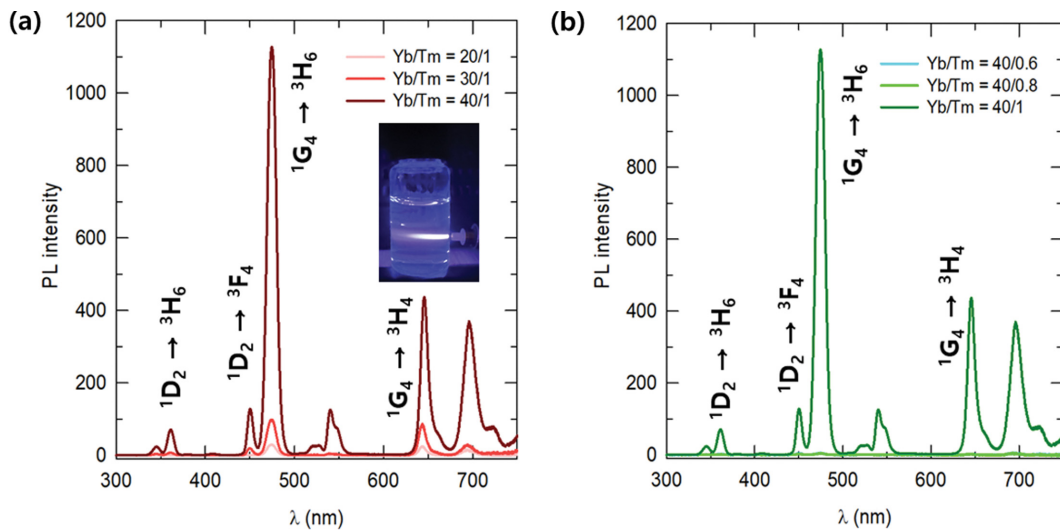 (a)
1200
1000
800
600
400
200
0
PL intensity
300 400 500 600 700
λ (nm)
Yb/Tm = 20/1
Yb/Tm = 30/1
Yb/Tm = 40/1
¹D₂ → ³H₆
¹D₂ → ³F₄
¹G₄ → ³H₆
¹G₄ → ³H₄
(b)
1200
1000
800
600
400
200
0
PL intensity
300 400 500 600 700
λ (nm)
Yb/Tm = 40/0.6
Yb/Tm = 40/0.8
Yb/Tm = 40/1
¹D₂ → ³H₆
¹D₂ → ³F₄
¹G₄ → ³H₆
¹G₄ → ³H₄